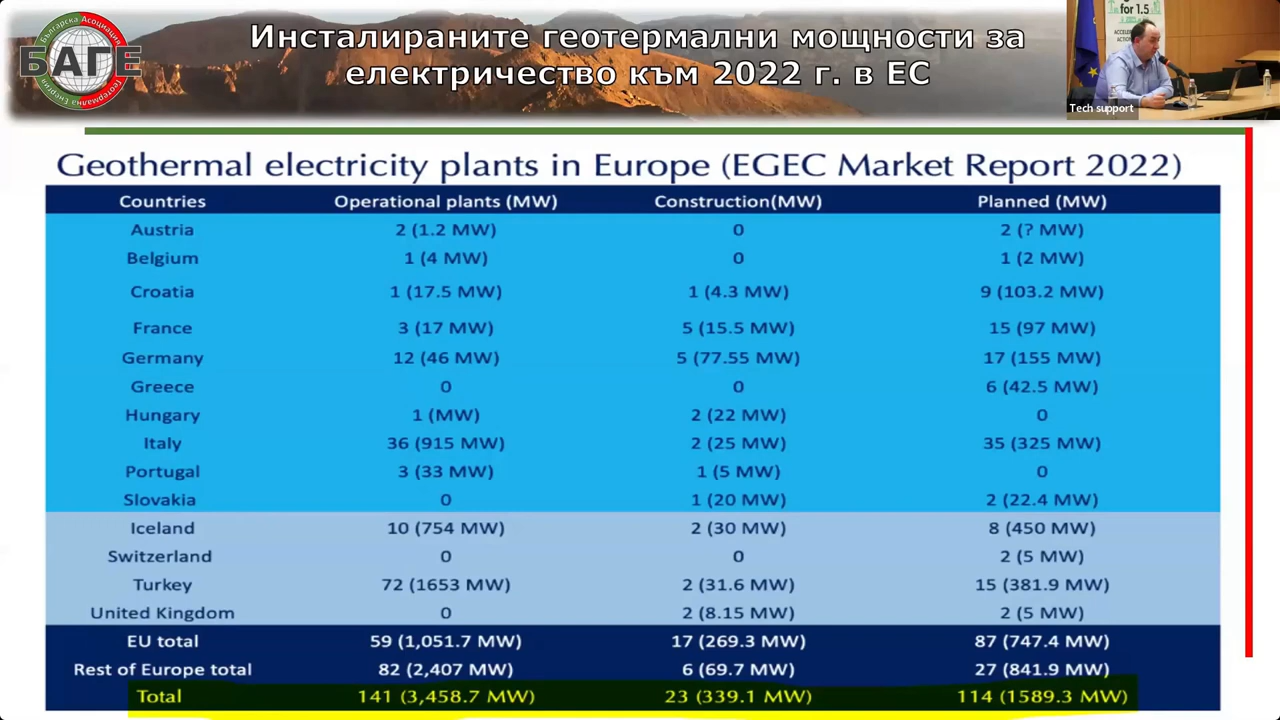 Българска Асоциация
БАГЕ
Геотермална Енергия
Инсталираните геотермални мощности за
електричество към 2022 г. в ЕС
for 1.5
Tech support
Geothermal electricity plants in Europe (EGEC Market Report 2022)
Countries Operational plants (MW) Construction(MW) Planned (MW)
Austria 2 (1.2 MW) 0 2 (? MW)
Belgium 1 (4 MW) 0 1 (2 MW)
Croatia 1 (17.5 MW) 1 (4.3 MW) 9 (103.2 MW)
France 3 (17 MW) 5 (15.5 MW) 15 (97 MW)
Germany 12 (46 MW) 5 (77.55 MW) 17 (155 MW)
Greece 0 0 6 (42.5 MW)
Hungary 1 (MW) 2 (22 MW) 0
Italy 36 (915 MW) 2 (25 MW) 35 (325 MW)
Portugal 3 (33 MW) 1 (5 MW) 0
Slovakia 0 1 (20 MW) 2 (22.4 MW)
Iceland 10 (754 MW) 2 (30 MW) 8 (450 MW)
Switzerland 0 0 2 (5 MW)
Turkey 72 (1653 MW) 2 (31.6 MW) 15 (381.9 MW)
United Kingdom 0 2 (8.15 MW) 2 (5 MW)
EU total 59 (1,051.7 MW) 17 (269.3 MW) 87 (747.4 MW)
Rest of Europe total 82 (2,407 MW) 6 (69.7 MW) 27 (841.9 MW)
Total 141 (3,458.7 MW) 23 (339.1 MW) 114 (1589.3 MW)